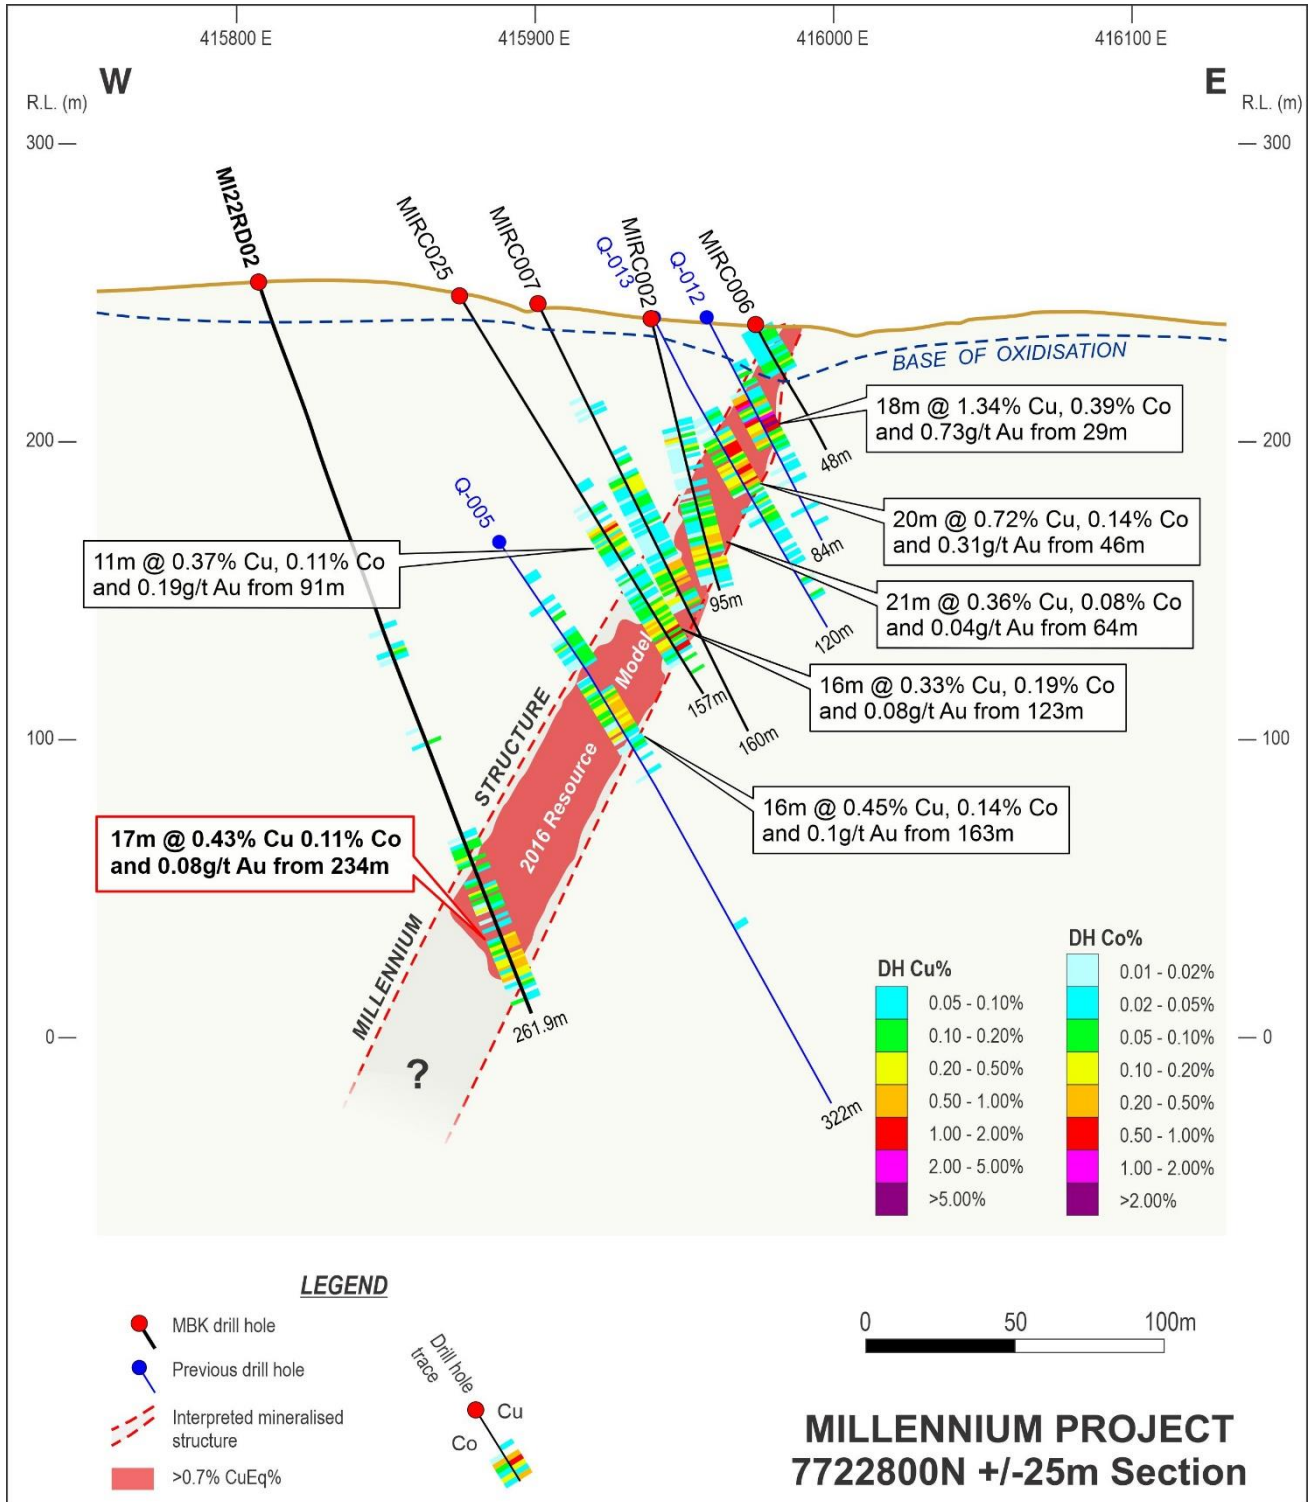 415800 E
415900 E
416000 E
416100 E
W
E
R.L. (m)
R.L. (m)
300
300
MI22RD02
MIRC025
MIRC007
Q-013
MIRC002
Q-012
MIRC006
BASE OF OXIDISATION
18m @ 1.34% Cu, 0.39% Co
and 0.73g/t Au from 29m
200
200
48m
Q-005
20m @ 0.72% Cu, 0.14% Co
and 0.31g/t Au from 46m
84m
11m @ 0.37% Cu, 0.11% Co
and 0.19g/t Au from 91m
95m
21m @ 0.36% Cu, 0.08% Co
and 0.04g/t Au from 64m
120m
16m @ 0.33% Cu, 0.19% Co
and 0.08g/t Au from 123m
157m
160m
100
100
MILLENNIUM STRUCTURE
2016 Resource Model
16m @ 0.45% Cu, 0.14% Co
and 0.1g/t Au from 163m
17m @ 0.43% Cu 0.11% Co
and 0.08g/t Au from 234m
261.9m
0
0
?
322m
DH Cu%
0.05 - 0.10%
0.10 - 0.20%
0.20 - 0.50%
0.50 - 1.00%
1.00 - 2.00%
2.00 - 5.00%
>5.00%
DH Co%
0.01 - 0.02%
0.02 - 0.05%
0.05 - 0.10%
0.10 - 0.20%
0.20 - 0.50%
0.50 - 1.00%
1.00 - 2.00%
>2.00%
LEGEND
MBK drill hole
Previous drill hole
Interpreted mineralised
structure
>0.7% CuEq%
Drill hole
trace
Cu
Co
0
50
100m
MILLENNIUM PROJECT
7722800N +/-25m Section